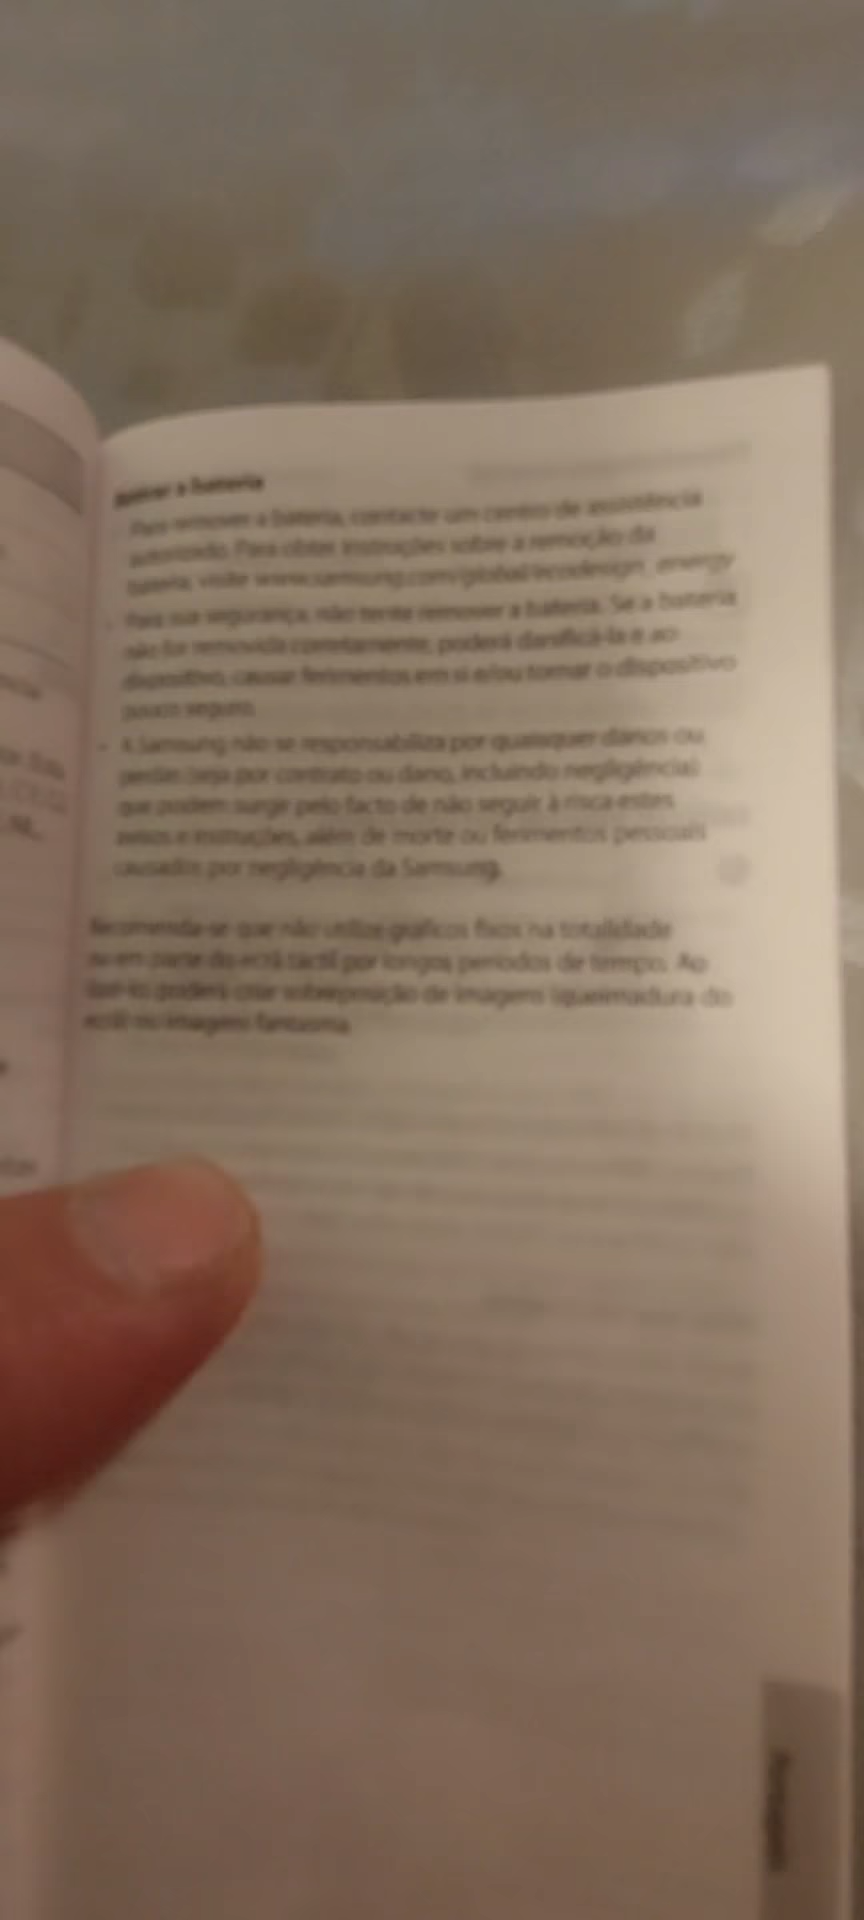 Retirar a bateria
Para remover a bateria, contacte um centro de assistência
autorizado. Para obter instruções sobre a remoção da
bateria, visite www.samsung.com/global/ecodesign_energy
Para sua segurança, não tente remover a bateria. Se a bateria
não for removida corretamente, poderá danificá-la e ao
dispositivo, causar ferimentos em si e/ou tornar o dispositivo
pouco seguro.
• A Samsung não se responsabiliza por quaisquer danos ou
perdas (seja por contrato ou dano, incluindo negligência)
que podem surgir pelo facto de não seguir à risca estes
avisos e instruções, além de morte ou ferimentos pessoais
causados por negligência da Samsung.
Recomenda-se que não utilize gráficos fixos na totalidade
ou em parte do ecrã táctil por longos períodos de tempo. Ao
fazê-lo poderá criar sobreposição de imagens (queimadura do
ecrã) ou imagens fantasma.